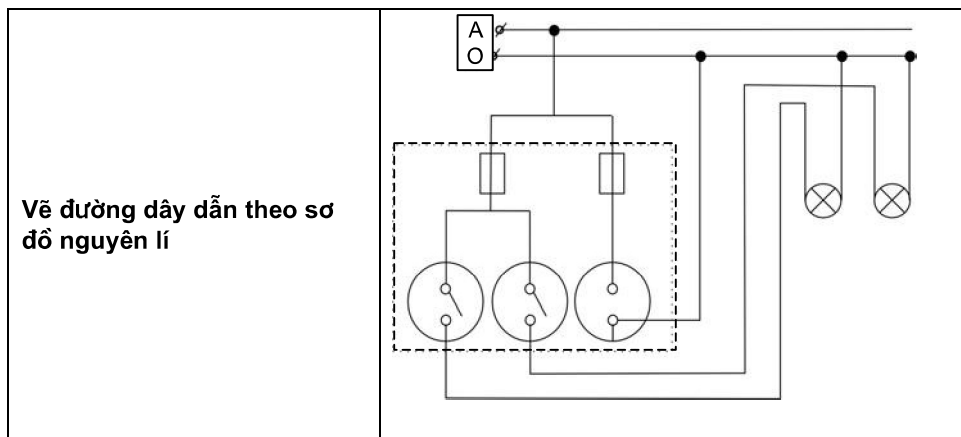 A
O
Vẽ đường dây dẫn theo sơ
đồ nguyên lí